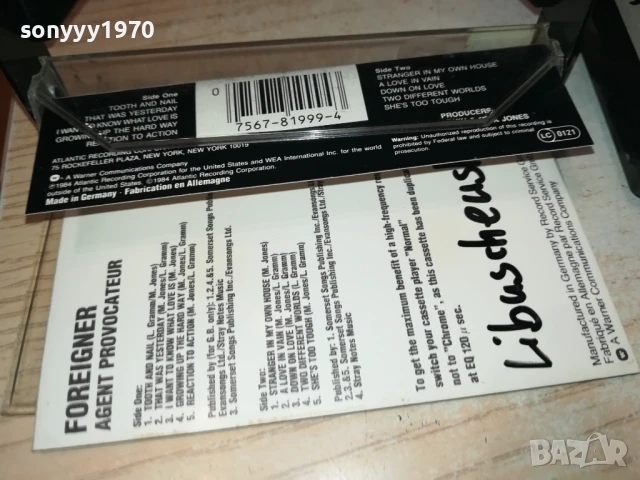 sonyyy1970
Side One
TOOTH AND NAIL
THAT WAS YESTERDAY
I WANT TO KNOW WHAT LOVE IS
GROWING UP THE HARD WAY
REACTION TO ACTION
0
7567-81999-4
Side Two
STRANGER IN MY OWN HOUSE
A LOVE IN VAIN
DOWN ON LOVE
TWO DIFFERENT WORLDS
SHE'S TOO TOUGH
PRODUCERS
JONES
Warning: Unauthorized reproduction of this recording is
prohibited by Federal law and subject to criminal
prosecution.
LC 0121
ATLANTIC RECORDING
75 ROCKEFELLER PLAZA, NEW YORK, NEW YORK 10019
A Warner Communications Company
©1984 Atlantic Recording Corporation for the United States and WEA International Inc. for the world
outside of the United States. ℗1984 Atlantic Recording Corporation
Made in Germany · Fabrication en Allemagne
FOREIGNER
AGENT PROVOCATEUR
Side One:
1. TOOTH AND NAIL (L. Gramm/M. Jones)
2. THAT WAS YESTERDAY (M. Jones/L. Gramm)
3. I WANT TO KNOW WHAT LOVE IS (M. Jones)
4. GROWING UP THE HARD WAY (M. Jones/L. Gramm)
5. REACTION TO ACTION (M. Jones/L. Gramm)
Published by (for G.B. only): 1,2,4,&5. Somerset Songs Publishing
Evansongs Ltd./Stray Notes Music
3. Somerset Songs Publishing Inc./Evansongs Ltd.
Side Two:
1. STRANGER IN MY OWN HOUSE (M. Jones)
2. A LOVE IN VAIN (M. Jones/L. Gramm)
3. DOWN ON LOVE (M. Jones/L. Gramm)
4. TWO DIFFERENT WORLDS (L. Gramm)
5. SHE'S TOO TOUGH (M. Jones/L. Gramm)
Published by: 1. Somerset Songs Publishing Inc./Evansongs Ltd.
2,3,&5. Somerset Songs Publishing Inc./Evansongs Ltd./
4. Stray Notes Music
To get the maximum benefit of a high-frequency
switch your cassette player "Normal"
not to "Chrome", as this cassette has been
at EQ 120 µ sec.
Manufactured in Germany by Record Service
Fabriqué en Allemagne par Record Service
A Warner Communications Company
BAZAR
bg